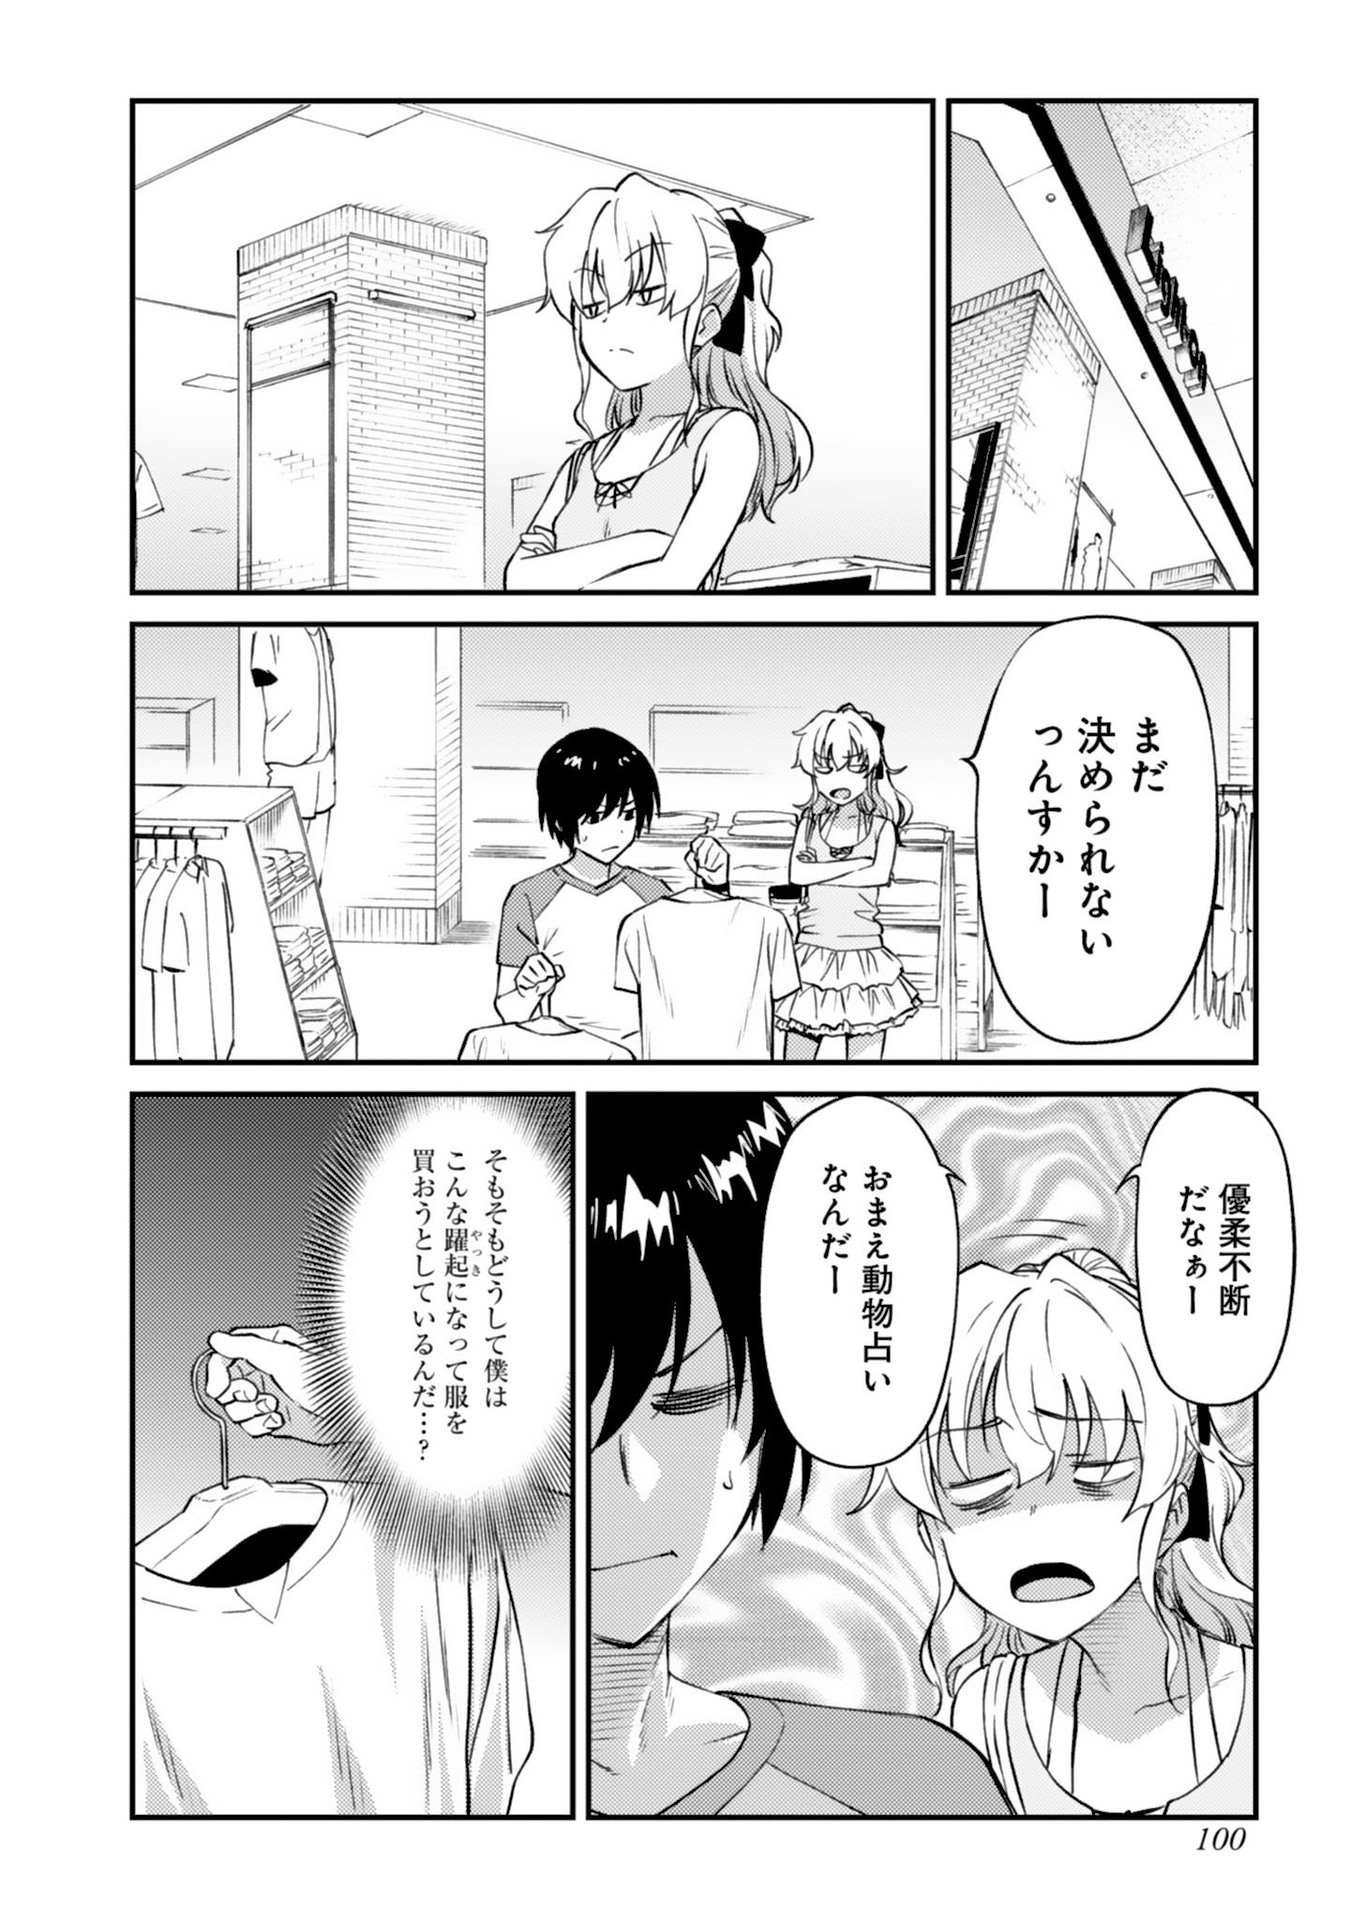 まだ
決められない
っんすかー
優柔不断
だなぁー
おまえ動物占い
なんだー
そもそもどうして僕は
こんな躍起になって服を
やっき
買おうとしているんだ…?
100